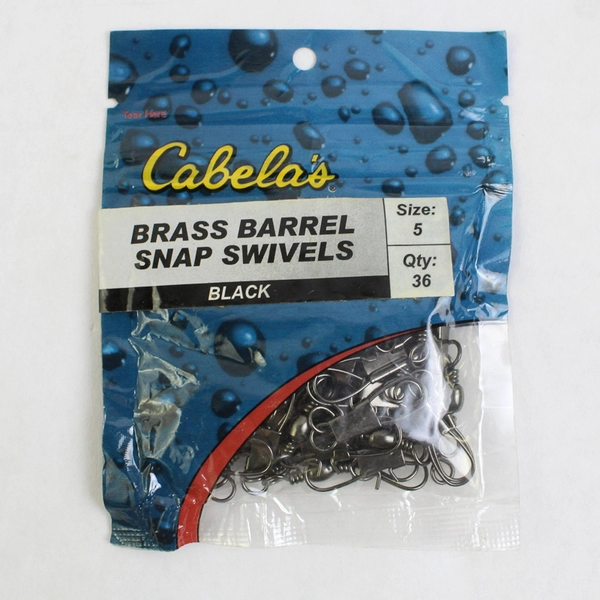 Tear Here
Cabela's
BRASS BARREL
SNAP SWIVELS
BLACK
Size:
5
Qty:
36